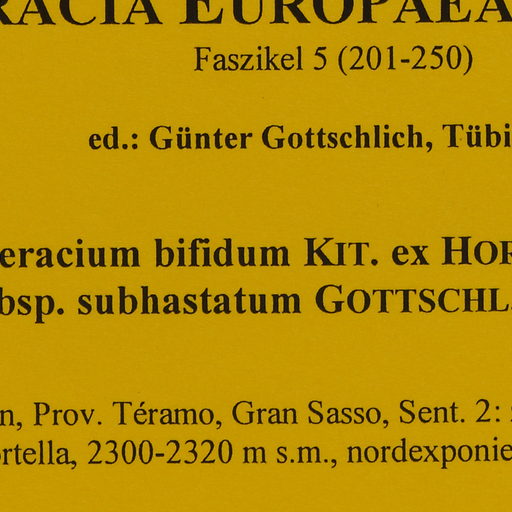 RACIA EUROPAEA
Faszikel 5 (201-250)
ed.: Günter Gottschlich, Tübi
eracium bifidum KIT. ex HOR
bsp. subhastatum GOTTSCHL.
n, Prov. Téramo, Gran Sasso, Sent. 2:
rtella, 2300-2320 m s.m., nordexponie